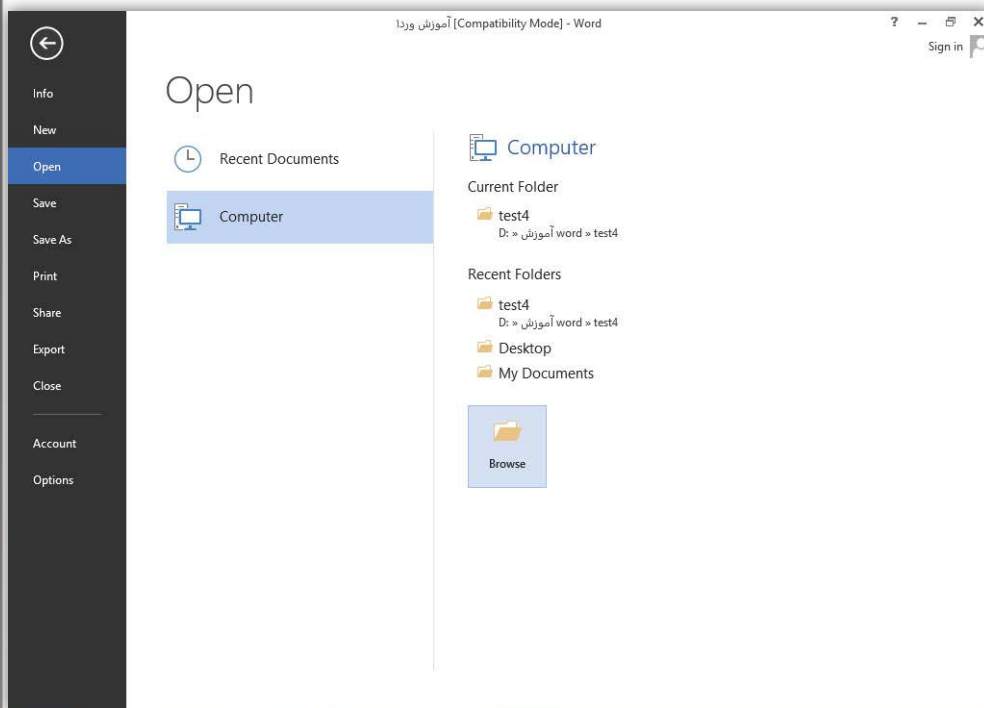 آموزش ورد۱ [Compatibility Mode] - Word
?
Sign in
Info
New
Open
Save
Save As
Print
Share
Export
Close
Account
Options
Open
Recent Documents
Computer
Computer
Current Folder
test4
D: » آموزش word » test4
Recent Folders
test4
D: » آموزش word » test4
Desktop
My Documents
Browse